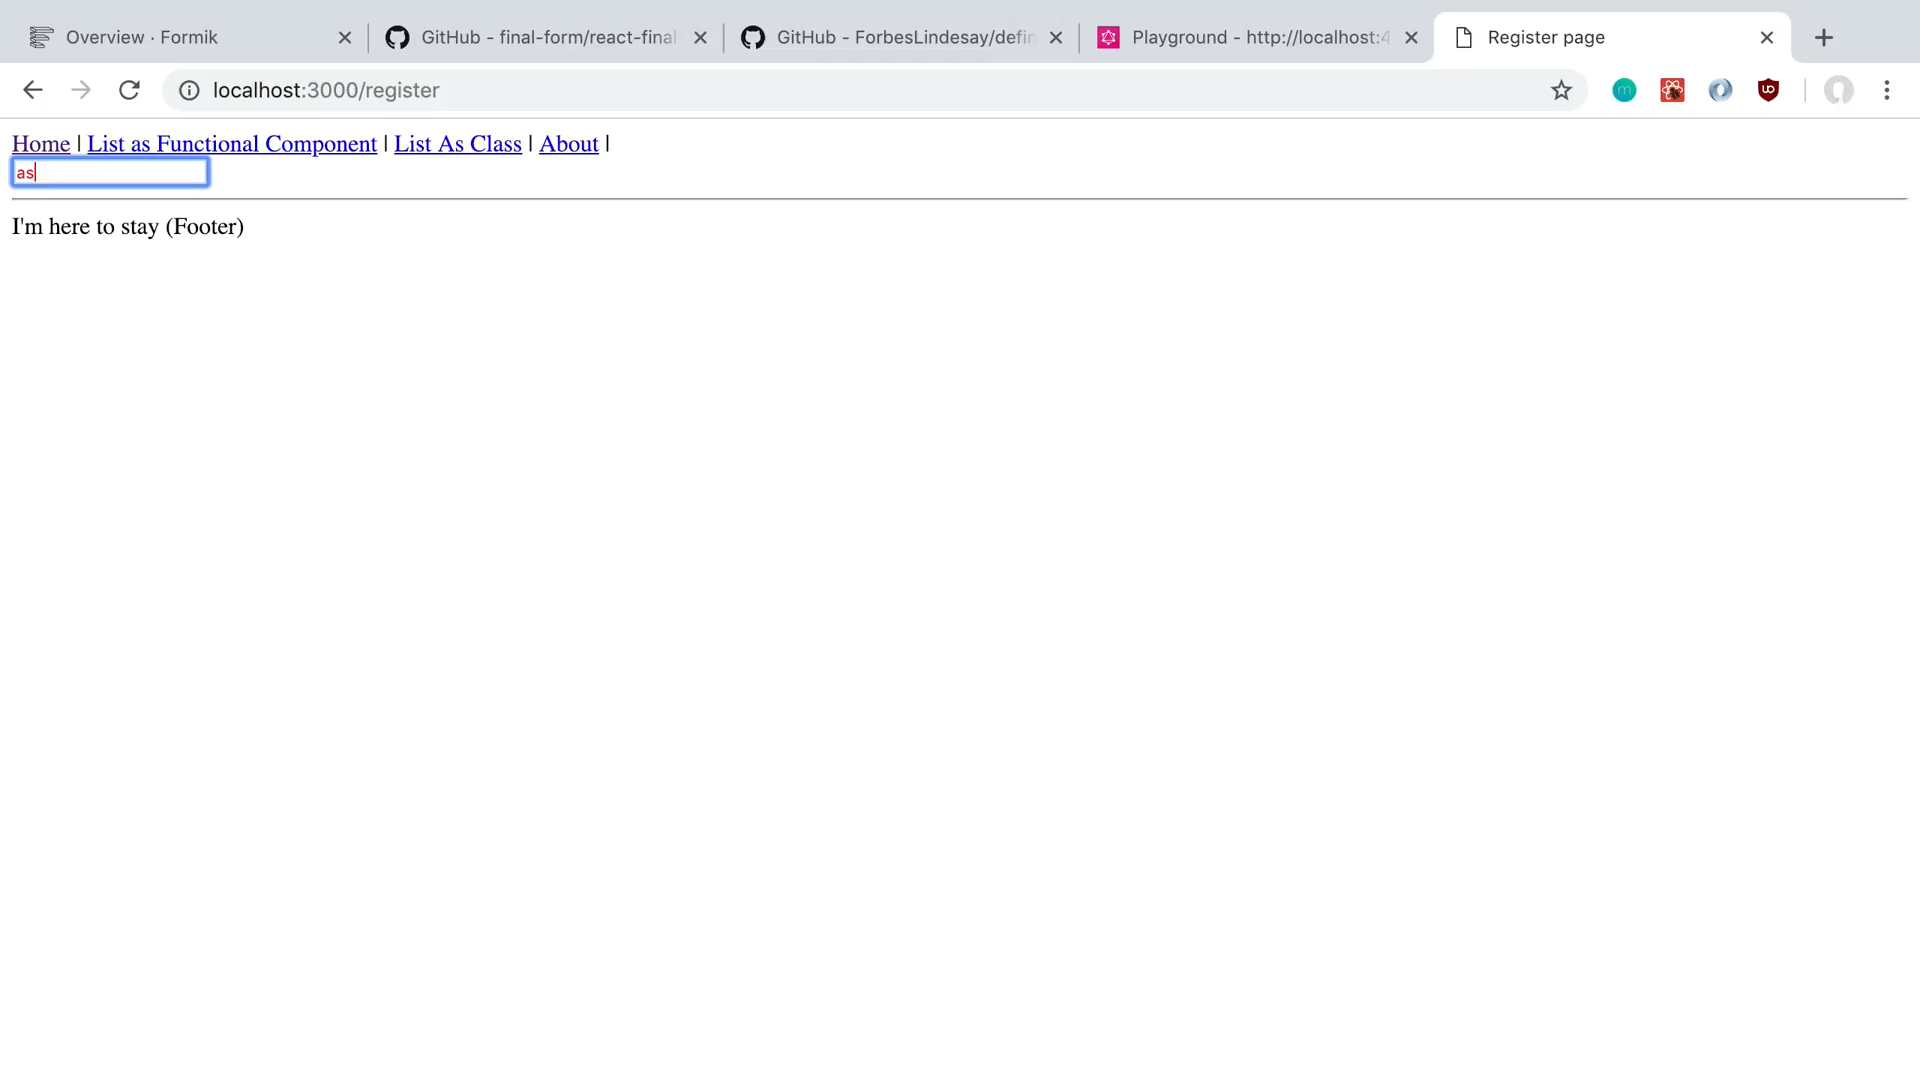 Overview · Formik
GitHub - final-form/react-final
GitHub - ForbesLindesay/defin
Playground - http://localhost:4
Register page
localhost:3000/register
Home | List as Functional Component | List As Class | About |
as
I'm here to stay (Footer)